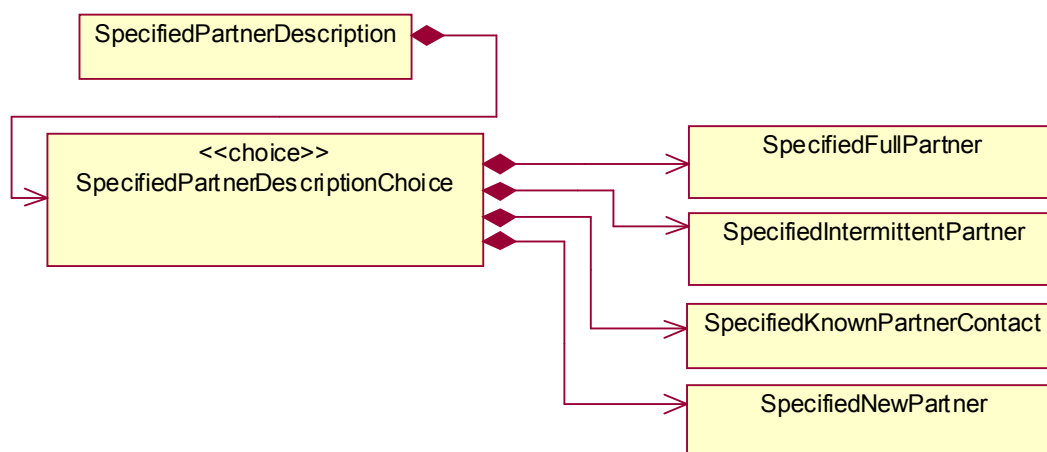 SpecifiedPartnerDescription
<<choice>>
SpecifiedPartnerDescriptionChoice
SpecifiedFullPartner
SpecifiedIntermittentPartner
SpecifiedKnownPartnerContact
SpecifiedNewPartner